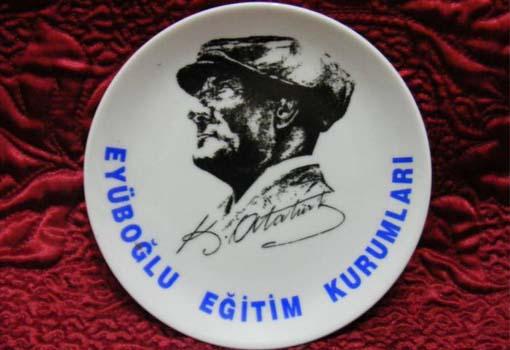 K. Atatürk
EYÜBOĞLU EĞİTİM KURUMLARI